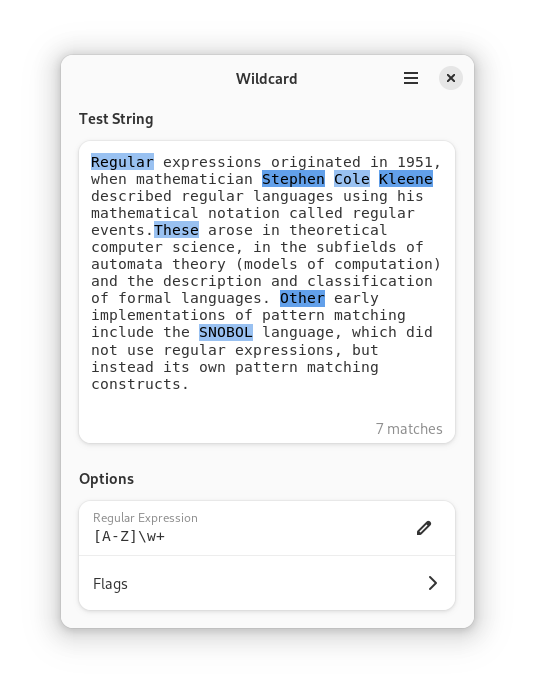 Wildcard
Test String
Regular expressions originated in 1951,
when mathematician Stephen Cole Kleene
described regular languages using his
mathematical notation called regular
events.These arose in theoretical
computer science, in the subfields of
automata theory (models of computation)
and the description and classification
of formal languages. Other early
implementations of pattern matching
include the SNOBOL language, which did
not use regular expressions, but
instead its own pattern matching
constructs.
7 matches
Options
Regular Expression
[A-Z]\w+
Flags